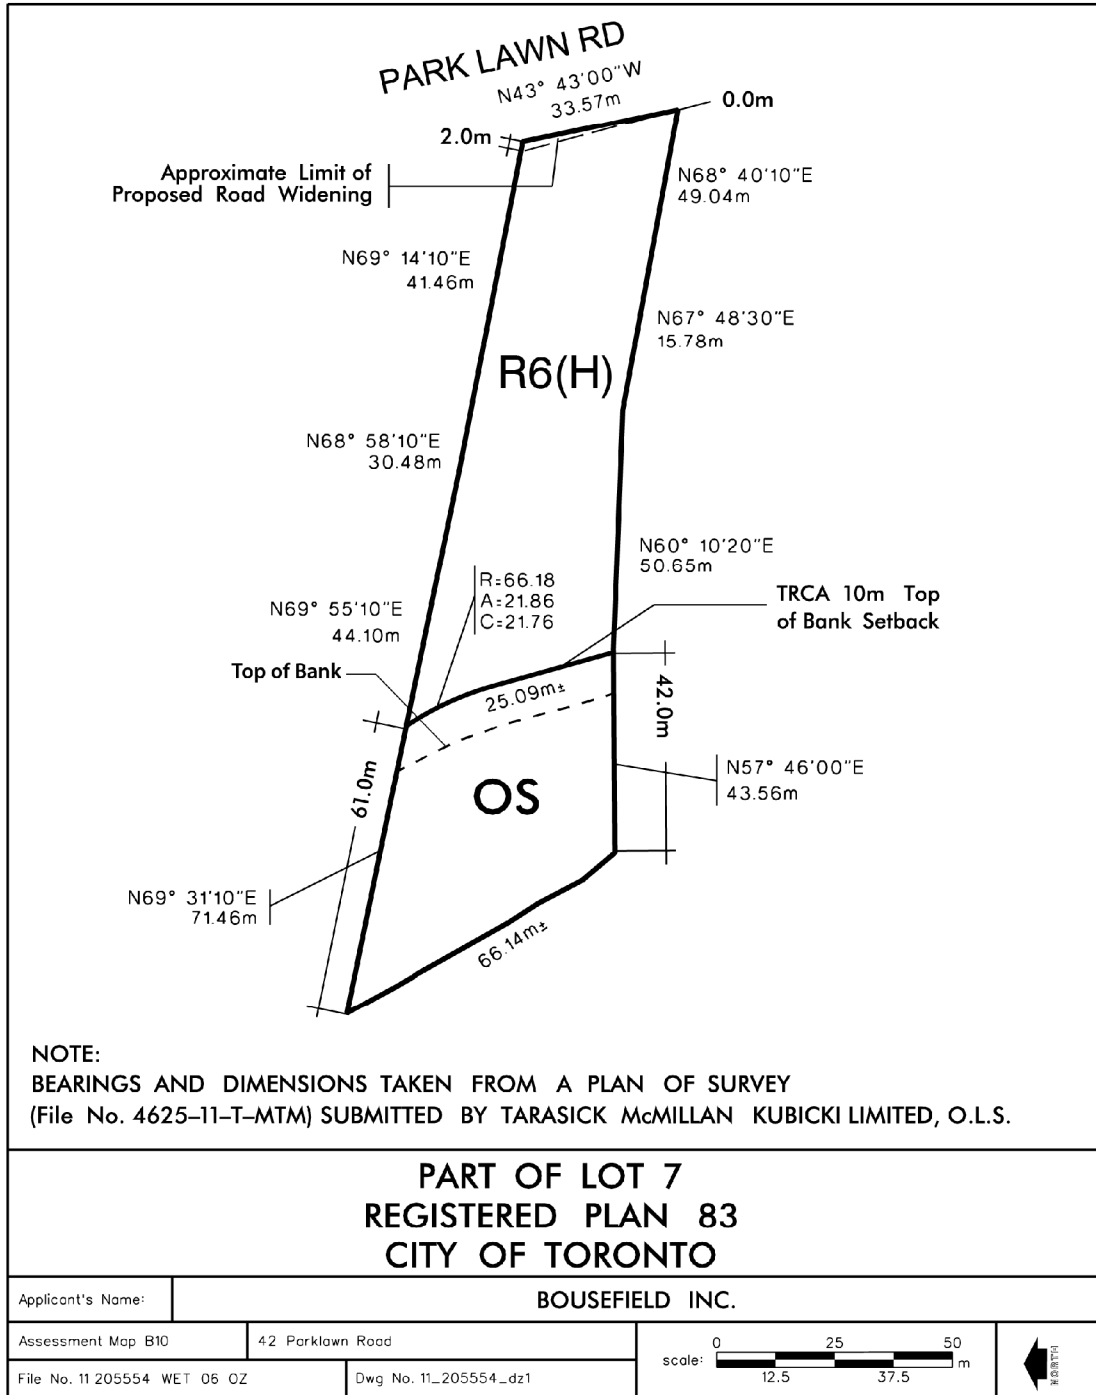 PARK LAWN RD
N43° 43'00"W
33.57m
0.0m
2.0m
Approximate Limit of
Proposed Road Widening
N68° 40'10"E
49.04m
N69° 14'10"E
41.46m
N67° 48'30"E
15.78m
R6(H)
N68° 58'10"E
30.48m
N60° 10'20"E
50.65m
R=66.18
A=21.86
C=21.76
TRCA 10m Top
of Bank Setback
N69° 55'10"E
44.10m
Top of Bank
25.09m±
42.0m
61.0m
OS
N57° 46'00"E
43.56m
N69° 31'10"E
71.46m
66.14m±
NOTE:
BEARINGS AND DIMENSIONS TAKEN FROM A PLAN OF SURVEY
(File No. 4625-11-T-MTM) SUBMITTED BY TARASICK McMILLAN KUBICKI LIMITED, O.L.S.
PART OF LOT 7
REGISTERED PLAN 83
CITY OF TORONTO
Applicant's Name:
BOUSEFIELD INC.
Assessment Map B10
42 Parklawn Road
File No. 11 205554 WET 06 OZ
Dwg No. 11_205554_dz1
scale:
0 25 50
m
12.5 37.5
NORTH